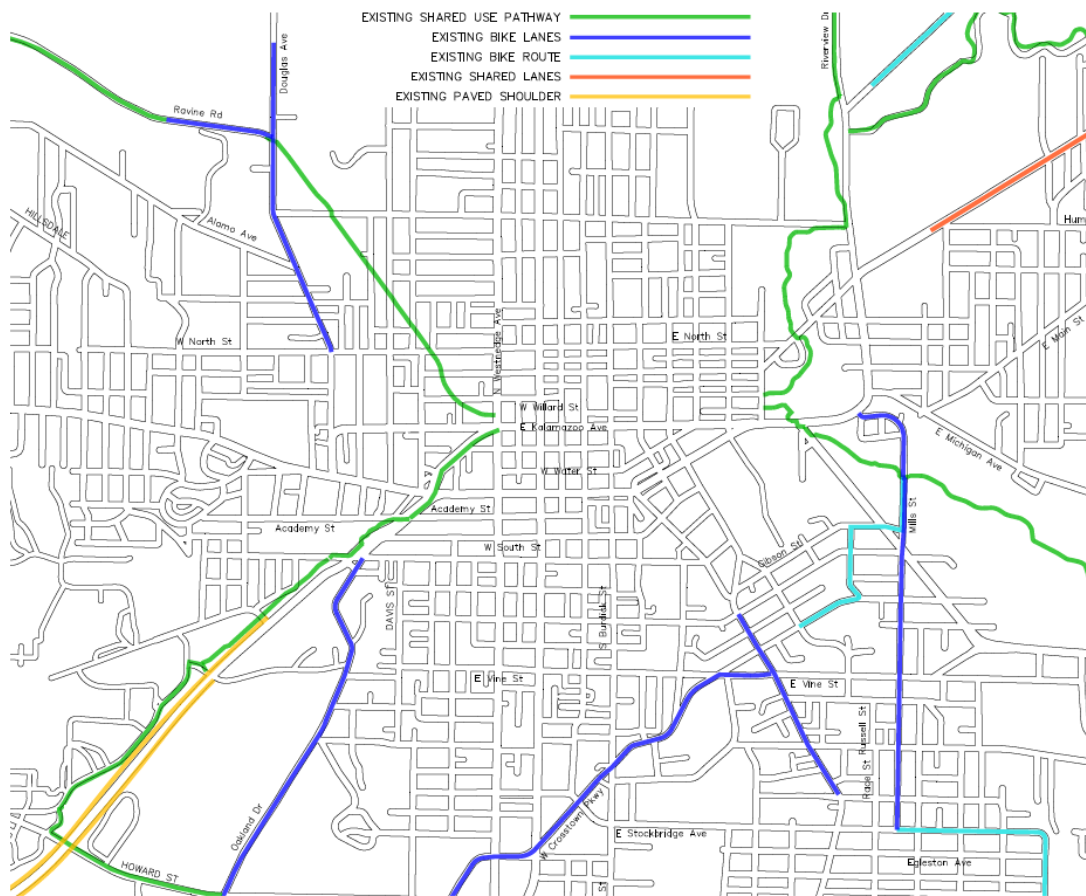 EXISTING SHARED USE PATHWAY
EXISTING BIKE LANES
EXISTING BIKE ROUTE
EXISTING SHARED LANES
EXISTING PAVED SHOULDER
Douglas Ave
Riverview Dr
Ravine Rd
HILLSDALE
Alamo Ave
Hum
W North St
N Westnedge Ave
E North St
E Main St
W Willard St
E Kalamazoo Ave
E Michigan Ave
W Water St
Academy St
Academy St
Mills St
W South St
Gibson St
DAVIS ST
S Burdick St
E Vine St
E Vine St
Russell St
Race St
Oakland Dr
W Crosstown Pkwy
E Stockbridge Ave
Egleston Ave
HOWARD ST
St